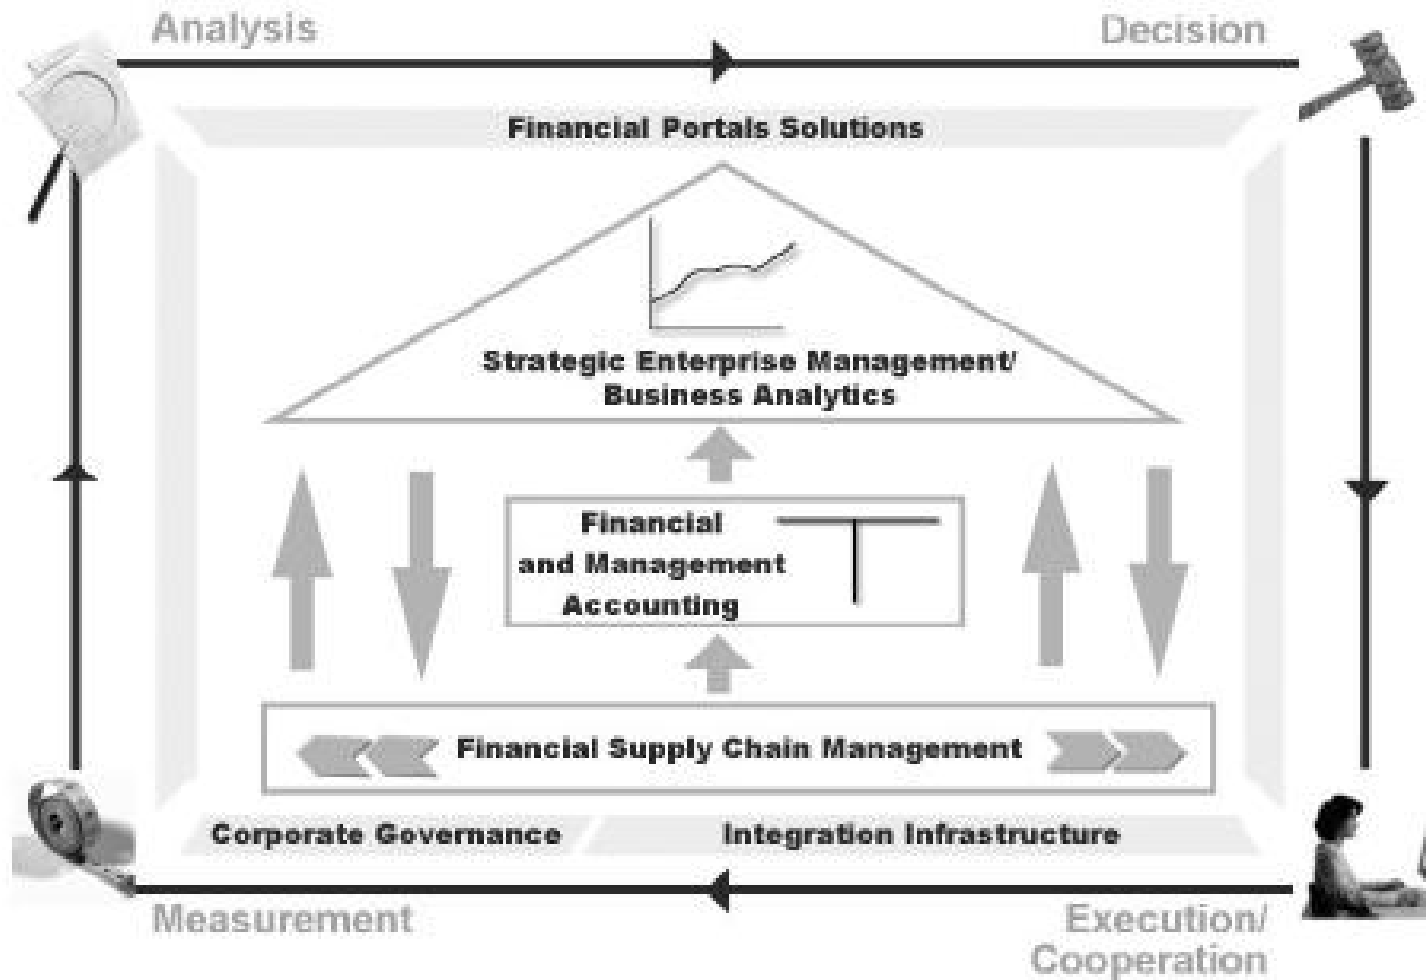 Analysis
Decision
Financial Portals Solutions
Strategic Enterprise Management/
Business Analytics
Financial
and Management
Accounting
Financial Supply Chain Management
Corporate Governance
Integration Infrastructure
Measurement
Execution/
Cooperation